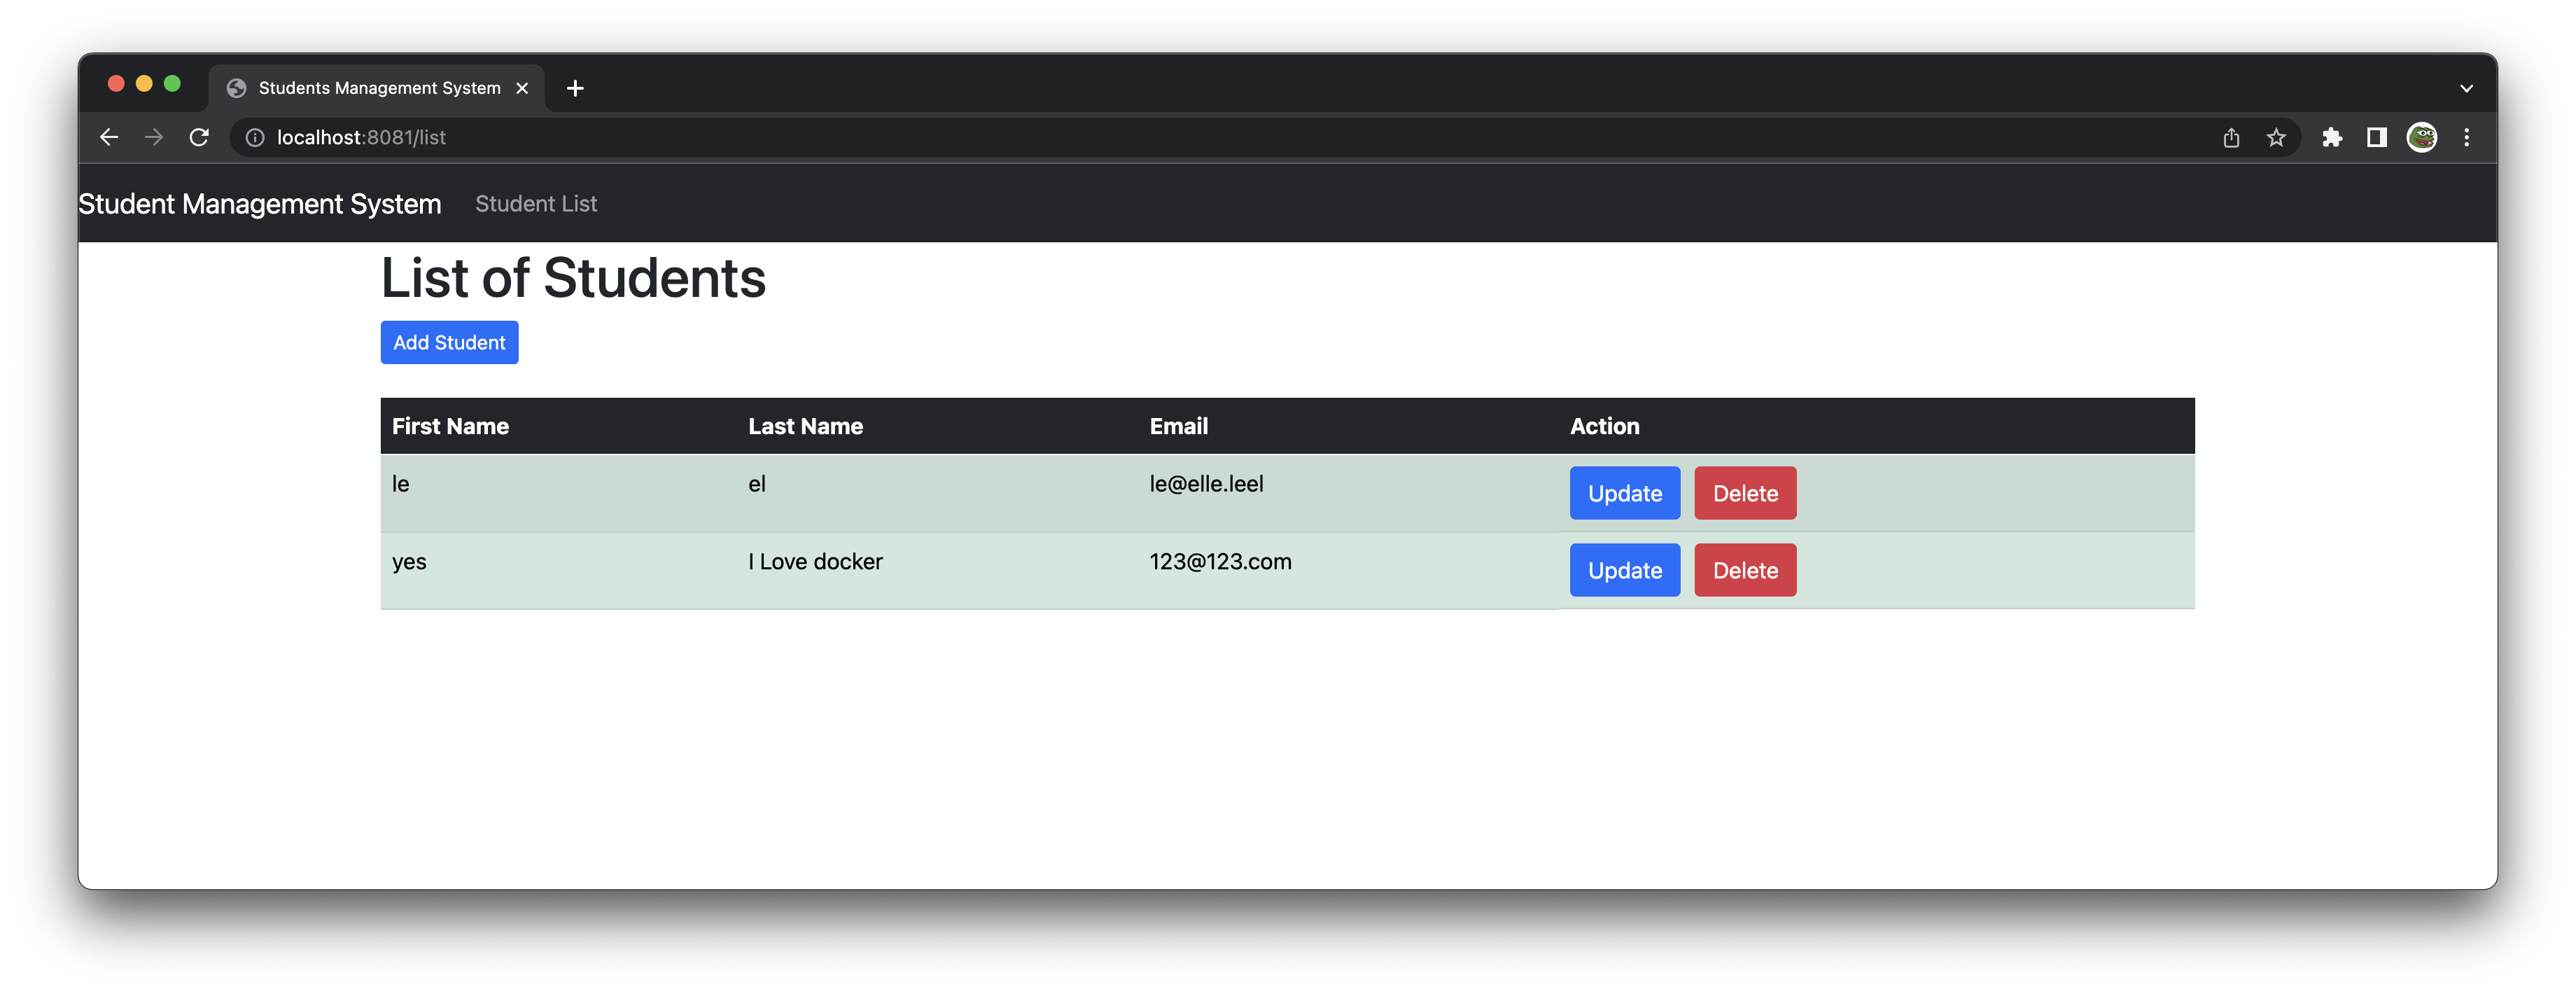 Students Management System
localhost:8081/list
Student Management System Student List
List of Students
Add Student
First Name Last Name Email Action
le el le@elle.leel Update Delete
yes I Love docker 123@123.com Update Delete